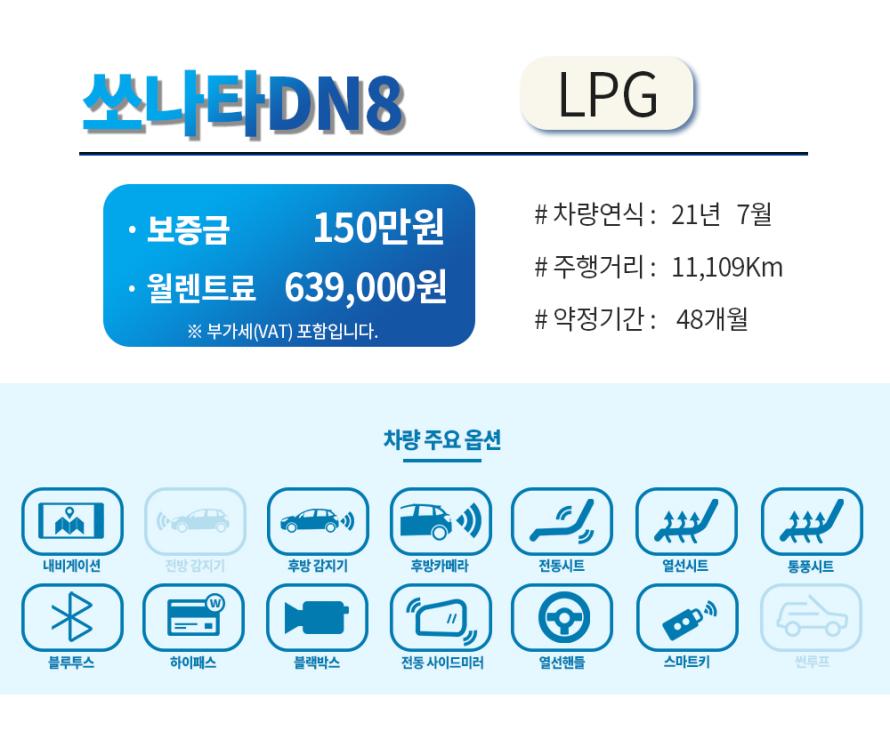 쏘나타DN8
LPG
· 보증금 150만원
· 월렌트료 639,000원
※ 부가세(VAT) 포함입니다.
# 차량연식 : 21년 7월
# 주행거리 : 11,109Km
# 약정기간 : 48개월
차량 주요 옵션
내비게이션 전방 감지기 후방 감지기 후방카메라 전동시트 열선시트 통풍시트
W
블루투스 하이패스 블랙박스 전동 사이드미러 열선핸들 스마트키 썬루프